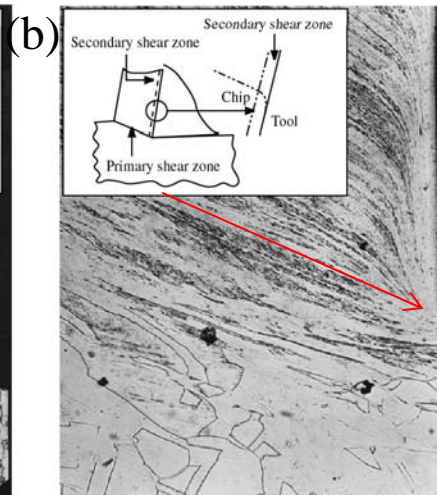 (b)
Secondary shear zone
Secondary shear
zone
Chip
Tool
Primary shear zone